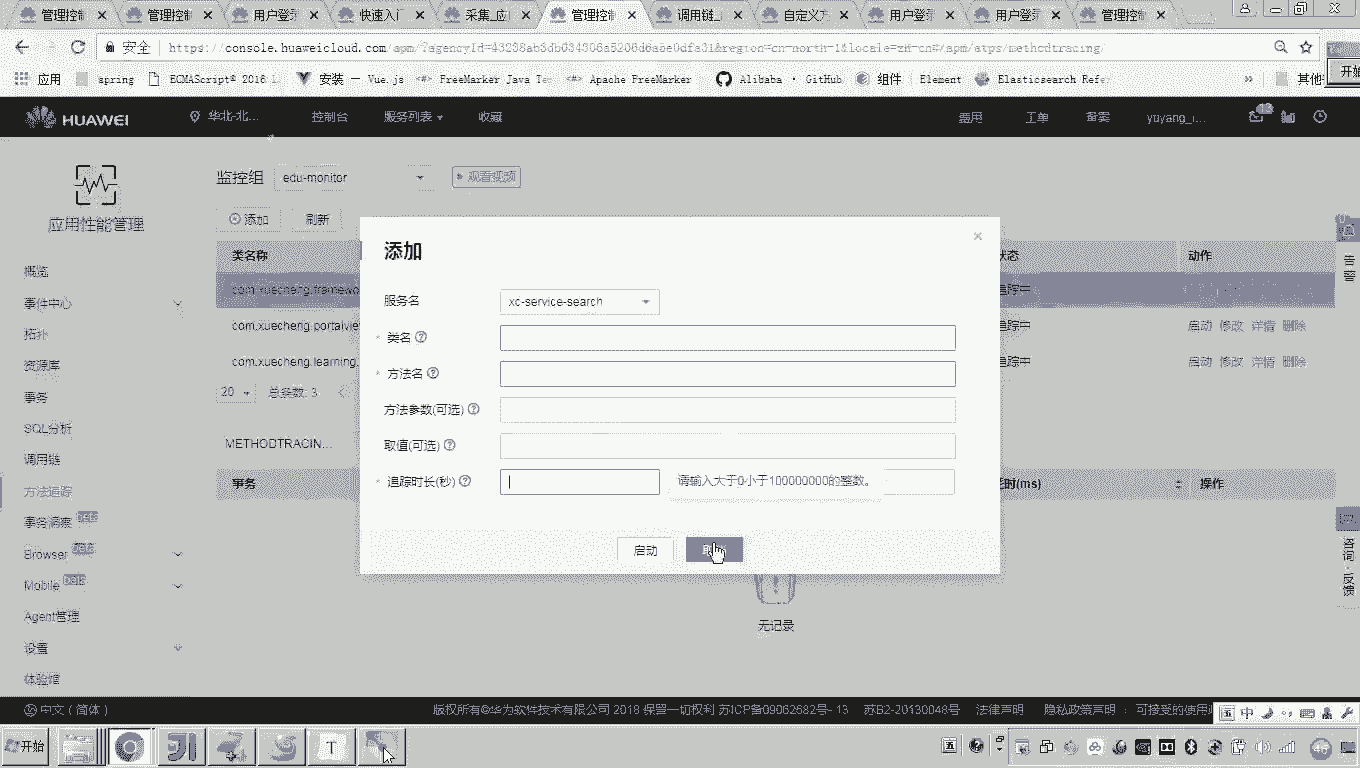 管理控制 管理控制 用户登录 快速入门 采集_应 管理控制 调用链_ 自定义方 用户登 用户登 管理控制
安全 https://console.huaweicloud.com/apm/
应用 spring ECMAScript® 2016 L 安装 — Vue.js FreeMarker Java Te Apache FreeMarker Alibaba · GitHub 组件 Element Elasticsearch Refe » 其他
开始
HUAWEI 华北-北... 控制台 服务列表 收藏 费用 工单 备案 yuyang_i... 12
应用性能管理
监控组 edu-monitor 观看视频
添加 刷新
类名称 状态 动作
com.xuecheng.framewo 追踪中
com.xuecheng.portalvie 追踪中 启动 修改 详情 删除
com.xuecheng.learning. 追踪中 启动 修改 详情 删除
20 总条数: 3
METHODTRACIN...
事务 耗时(ms) 操作
无记录
概览
事件中心
拓扑
资源库
事务
SQL分析
调用链
方法追踪
事务洞察 beta
Browser beta
Mobile beta
Agent管理
设置
体验馆
添加
×
服务名 xc-service-search
* 类名
* 方法名
方法参数(可选)
取值(可选)
* 追踪时长(秒) 请输入大于0小于100000000的整数。
启动
告警
咨询·反馈
中文（简体） 版权所有©华为软件技术有限公司 2018 保留一切权利 苏ICP备09062682号-13 苏B2-20130048号 法律声明 隐私政策声明 可接受的使用
开始 T 五 中 46